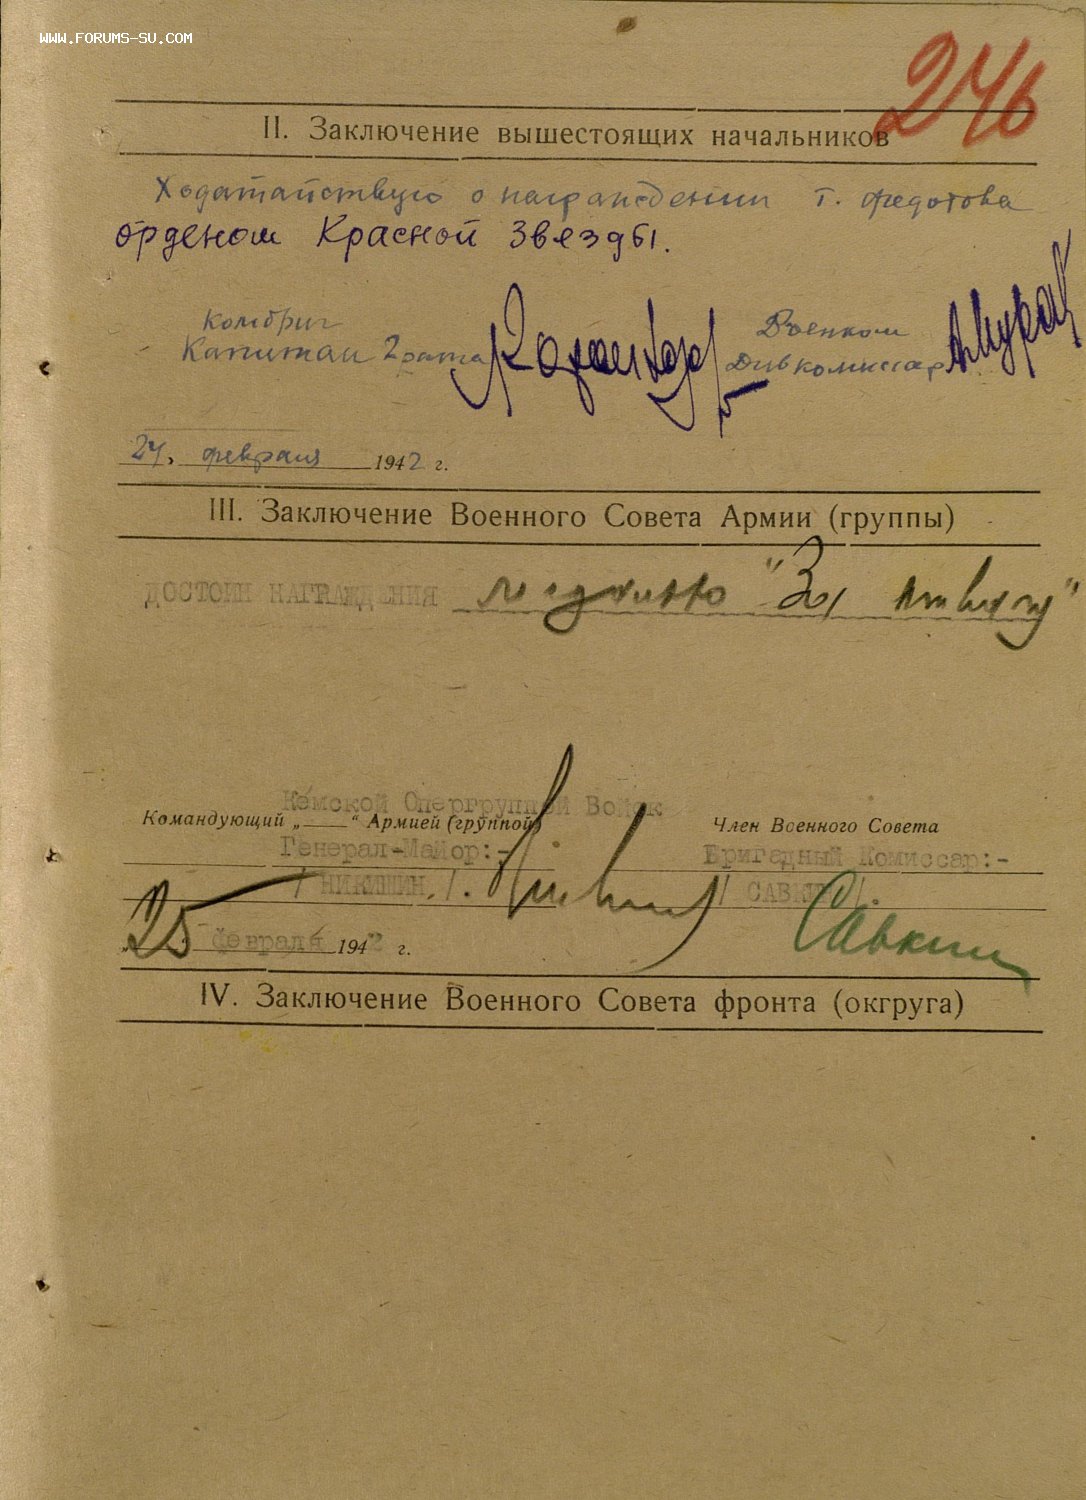 WWW.FORUMS-SU.COM
246
II. Заключение вышестоящих начальников
Ходатайствую о награждении т. Федотова
орденом Красной Звезды.
Комбриг Военком
Капитан 2 ранга Дивкомиссар
24, февраля 1942 г.
III. Заключение Военного Совета Армии (группы)
ДОСТОИН НАГРАЖДЕНИЯ медалью "За отвагу"
Кемской Опергруппой Войск
Командующий „ “ Армией (группой) Член Военного Совета
Генерал-Майор:- Бригадный Комиссар:-
/НИКИШИН,/. / САВКИН /.
Савкин
25 февраля 1942 г.
IV. Заключение Военного Совета фронта (округа)